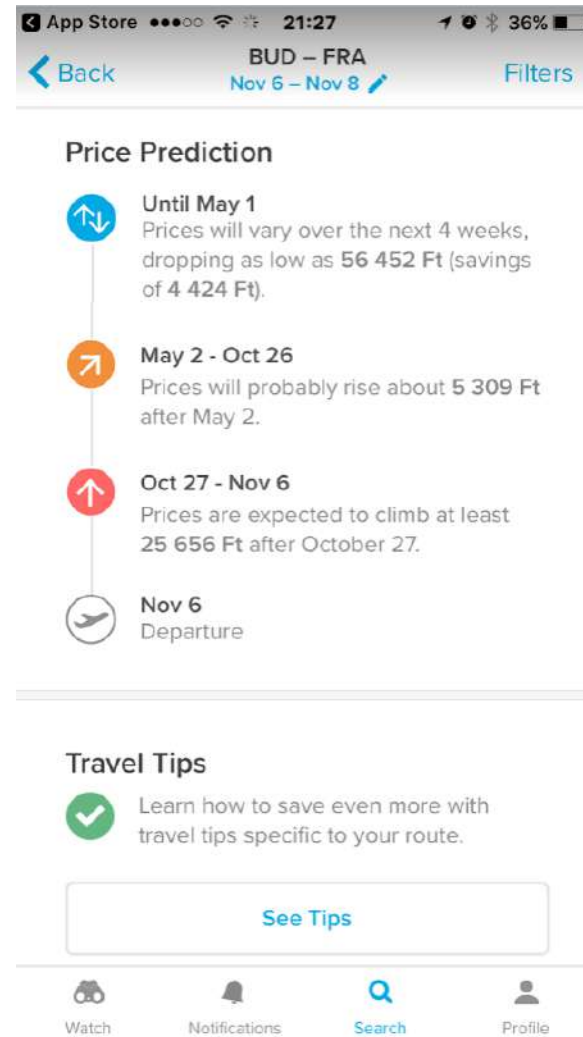 App Store 21:27 36%
Back BUD – FRA Filters
Nov 6 – Nov 8
Price Prediction
Until May 1
Prices will vary over the next 4 weeks,
dropping as low as 56 452 Ft (savings
of 4 424 Ft).
May 2 - Oct 26
Prices will probably rise about 5 309 Ft
after May 2.
Oct 27 - Nov 6
Prices are expected to climb at least
25 656 Ft after October 27.
Nov 6
Departure
Travel Tips
Learn how to save even more with
travel tips specific to your route.
See Tips
Watch Notifications Search Profile